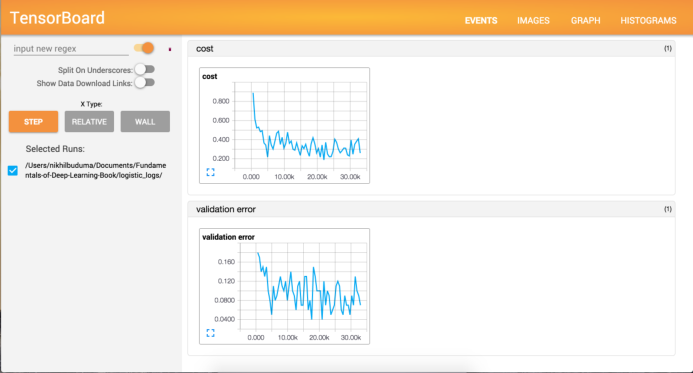 TensorBoard
EVENTS IMAGES GRAPH HISTOGRAMS
input new regex
Split On Underscores:
Show Data Download Links:
X Type:
STEP RELATIVE WALL
Selected Runs:
/Users/nikhilbuduma/Documents/Fundame
ntals-of-Deep-Learning-Book/logistic_logs/
cost (1)
cost
0.800
0.600
0.400
0.200
0.000 10.00k 20.00k 30.00k
validation error (1)
validation error
0.160
0.120
0.0800
0.0400
0.000 10.00k 20.00k 30.00k